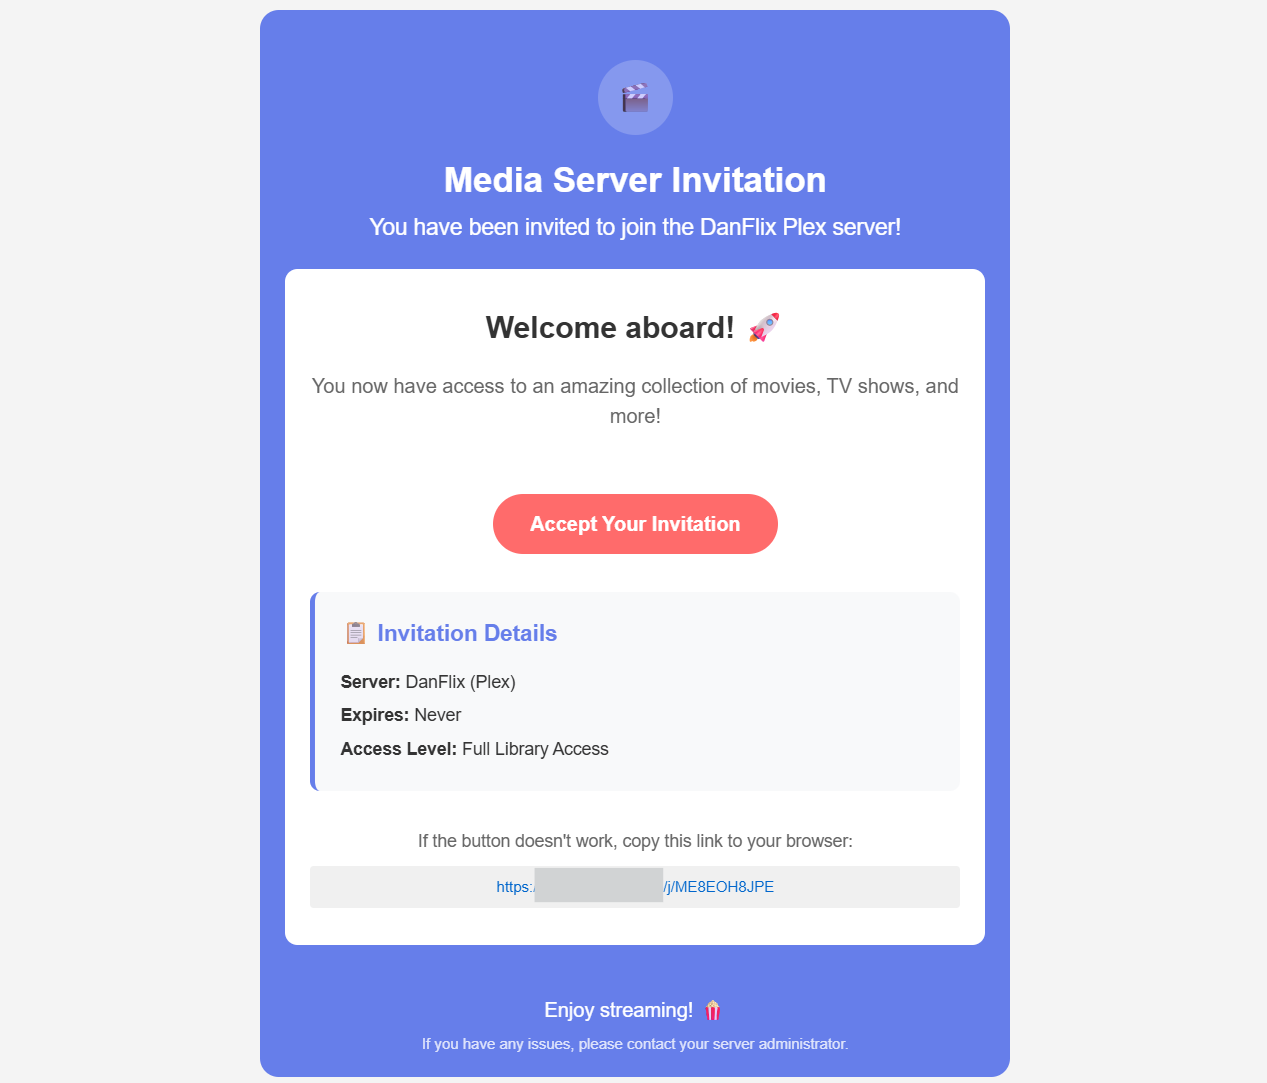 Media Server Invitation
You have been invited to join the DanFlix Plex server!
Welcome aboard! 🚀
You now have access to an amazing collection of movies, TV shows, and
more!
Accept Your Invitation
📋 Invitation Details
Server: DanFlix (Plex)
Expires: Never
Access Level: Full Library Access
If the button doesn't work, copy this link to your browser:
https:/ /j/ME8EOH8JPE
Enjoy streaming! 🍿
If you have any issues, please contact your server administrator.